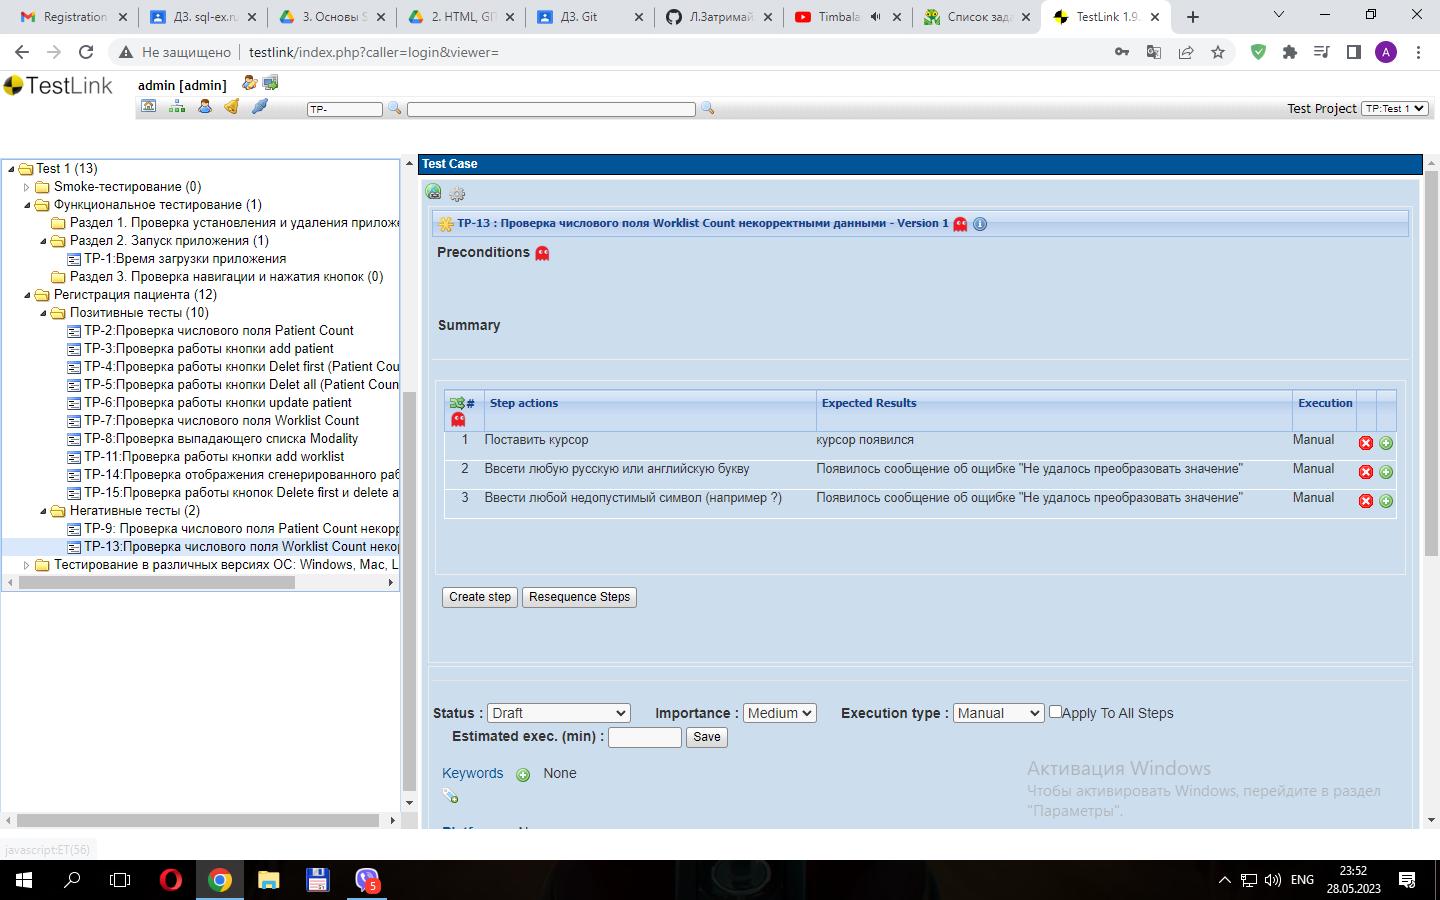 Registration
ДЗ. sql-ex.ru
3. Основы S
2. HTML, GI
ДЗ. Git
Л.Затримай
Timbala
Список зада
TestLink 1.9.
Не защищено testlink/index.php?caller=login&viewer=
A
TestLink
admin [admin]
TP-
Test Project TP:Test 1
Test 1 (13)
Smoke-тестирование (0)
Функциональное тестирование (1)
Раздел 1. Проверка установления и удаления прилож
Раздел 2. Запуск приложения (1)
TP-1:Время загрузки приложения
Раздел 3. Проверка навигации и нажатия кнопок (0)
Регистрация пациента (12)
Позитивные тесты (10)
TP-2:Проверка числового поля Patient Count
TP-3:Проверка работы кнопки add patient
TP-4:Проверка работы кнопки Delet first (Patient Cou
TP-5:Проверка работы кнопки Delet all (Patient Coun
TP-6:Проверка работы кнопки update patient
TP-7:Проверка числового поля Worklist Count
TP-8:Проверка выпадающего списка Modality
TP-11:Проверка работы кнопки add worklist
TP-14:Проверка отображения сгенерированного раб
TP-15:Проверка работы кнопок Delete first и delete a
Негативные тесты (2)
TP-9: Проверка числового поля Patient Count некорр
TP-13:Проверка числового поля Worklist Count некор
Тестирование в различных версиях ОС: Windows, Mac, L
javascript:ET(56)
Test Case
TP-13 : Проверка числового поля Worklist Count некорректными данными - Version 1
Preconditions
Summary
# Step actions Expected Results Execution
1 Поставить курсор курсор появился Manual
2 Ввсети любую русскую или английскую букву Появилось сообщение об ощибке "Не удалось преобразовать значение" Manual
3 Ввести любой недопустимый символ (например ?) Появилось сообщение об ощибке "Не удалось преобразовать значение" Manual
Create step Resequence Steps
Status : Draft Importance : Medium Execution type : Manual Apply To All Steps
Estimated exec. (min) : Save
Keywords None
Активация Windows
Чтобы активировать Windows, перейдите в раздел
"Параметры".
5
ENG
23:52
28.05.2023